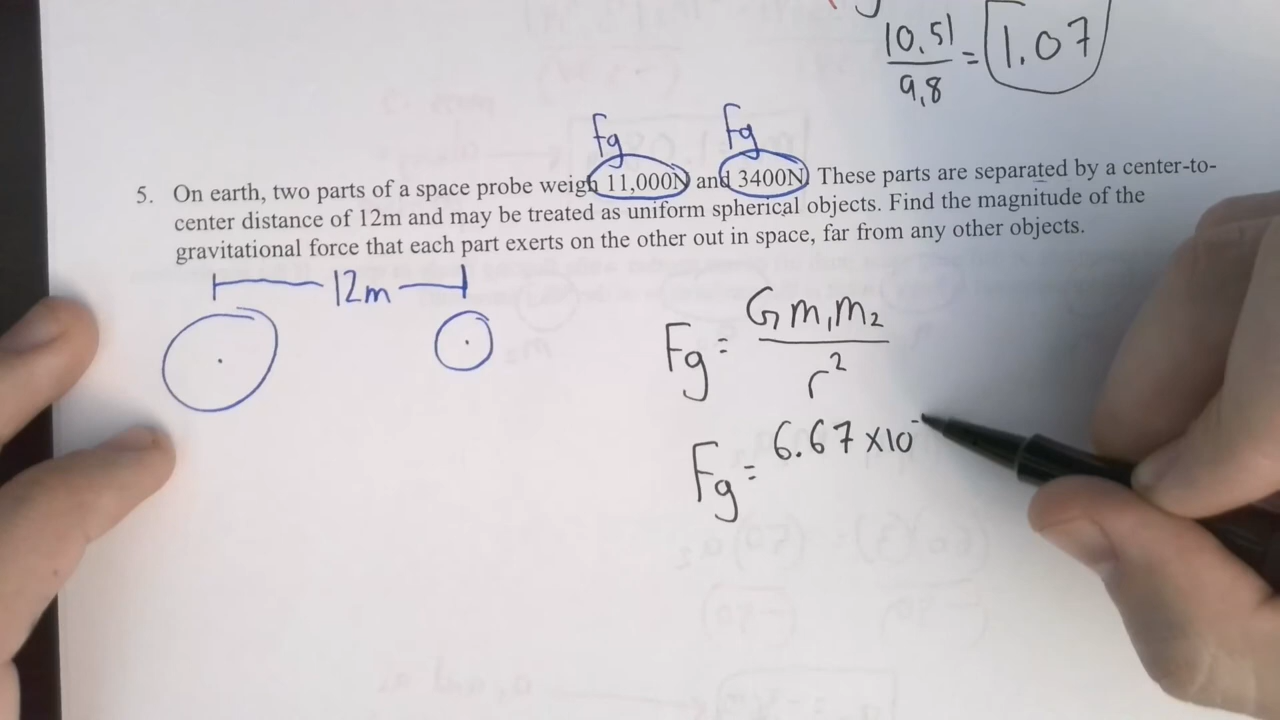 10.51
9.8
= 1.07
Fg Fg
5. On earth, two parts of a space probe weigh 11,000N and 3400N. These parts are separated by a center-to-
center distance of 12m and may be treated as uniform spherical objects. Find the magnitude of the
gravitational force that each part exerts on the other out in space, far from any other objects.
12m
Fg = G m₁m₂
r²
Fg = 6.67 x10⁻